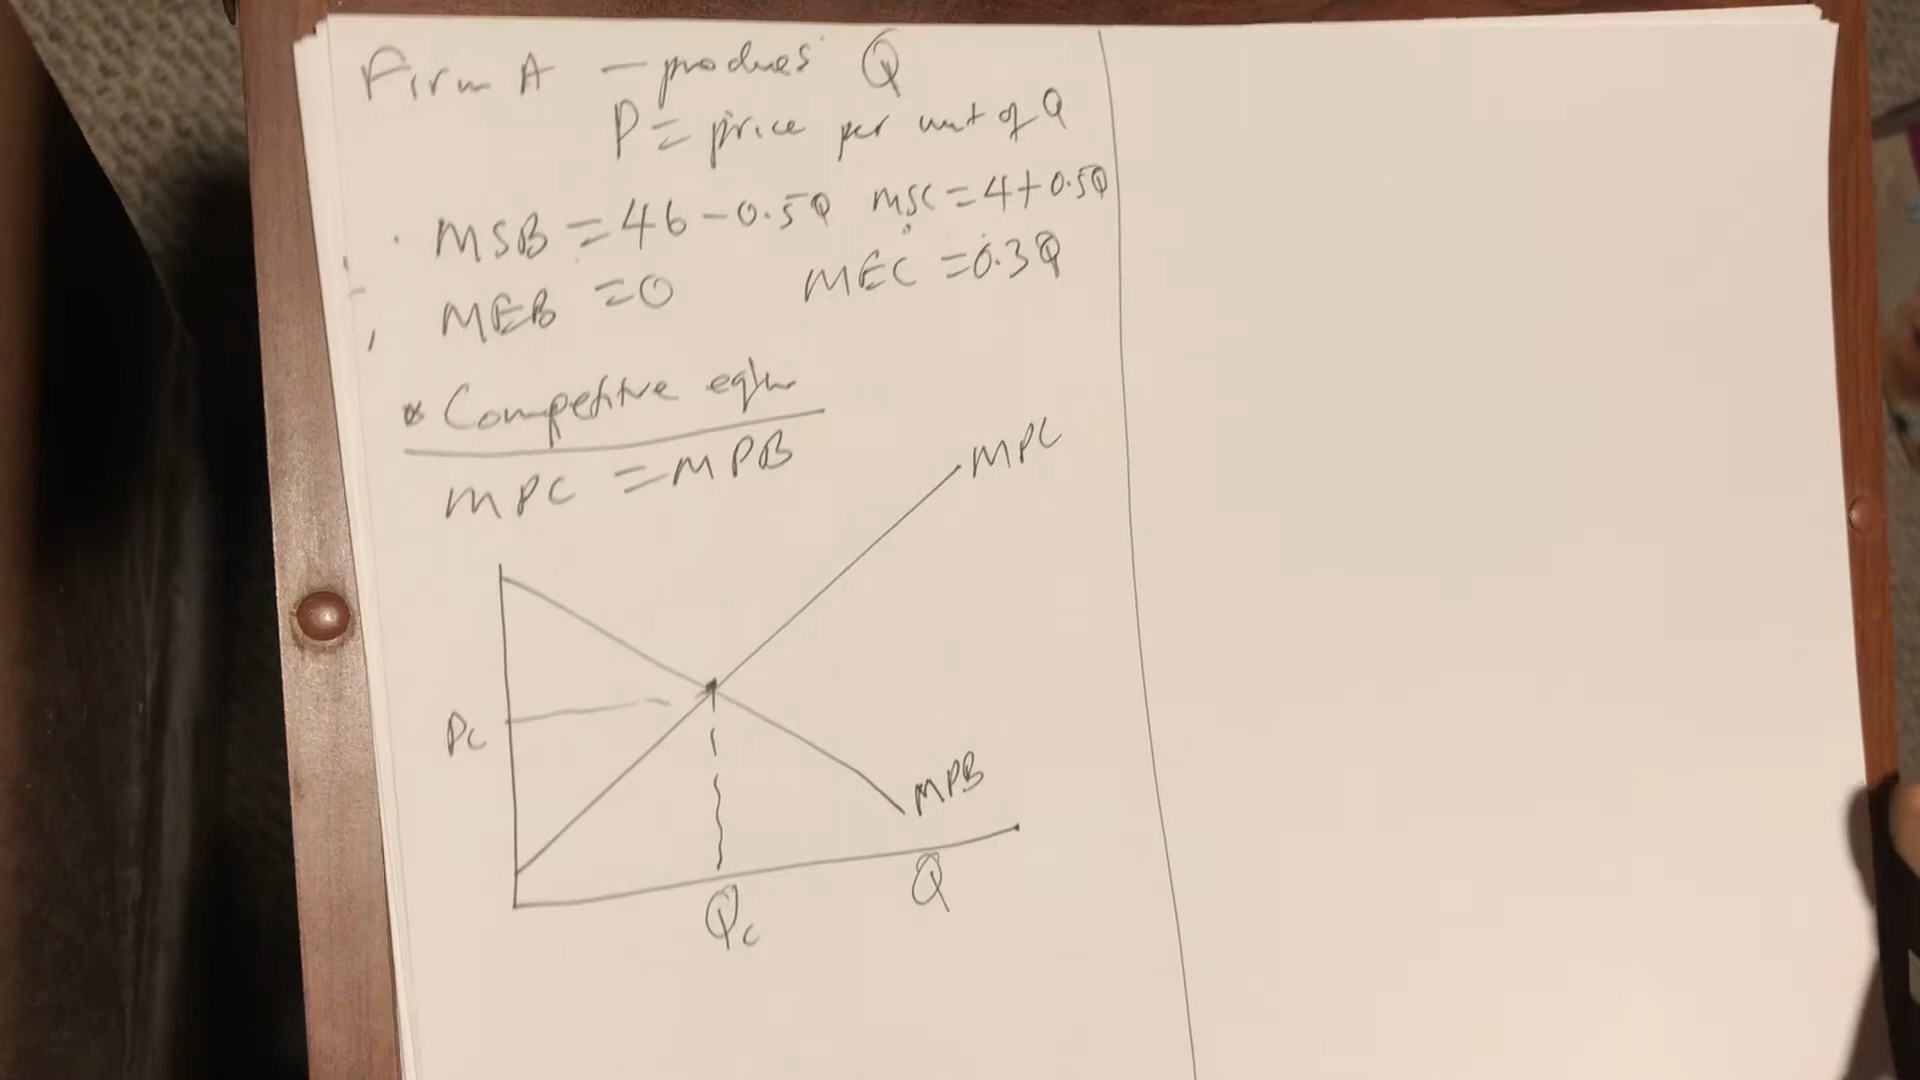 Firm A — produces Q
P = price per unit of Q
MSB = 46 - 0.5Q MSC = 4 + 0.5Q
MEB = 0 MEC = 0.3Q
* Competitive eqlm
MPC = MPB
MPC
Pc
MPB
Q
Qc